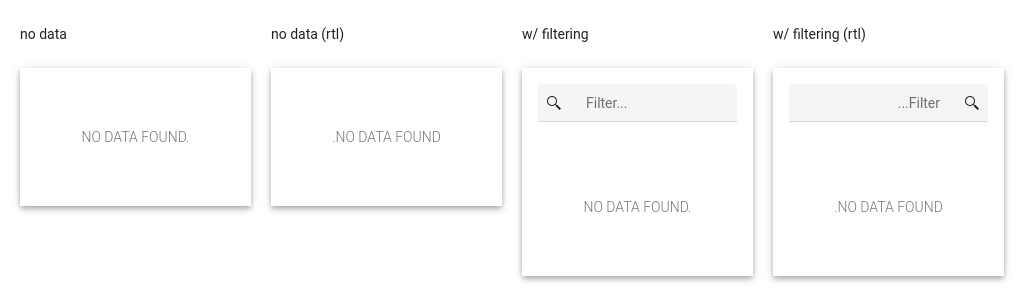 no data
no data (rtl)
w/ filtering
w/ filtering (rtl)
NO DATA FOUND.
.NO DATA FOUND
Filter...
...Filter
NO DATA FOUND.
.NO DATA FOUND